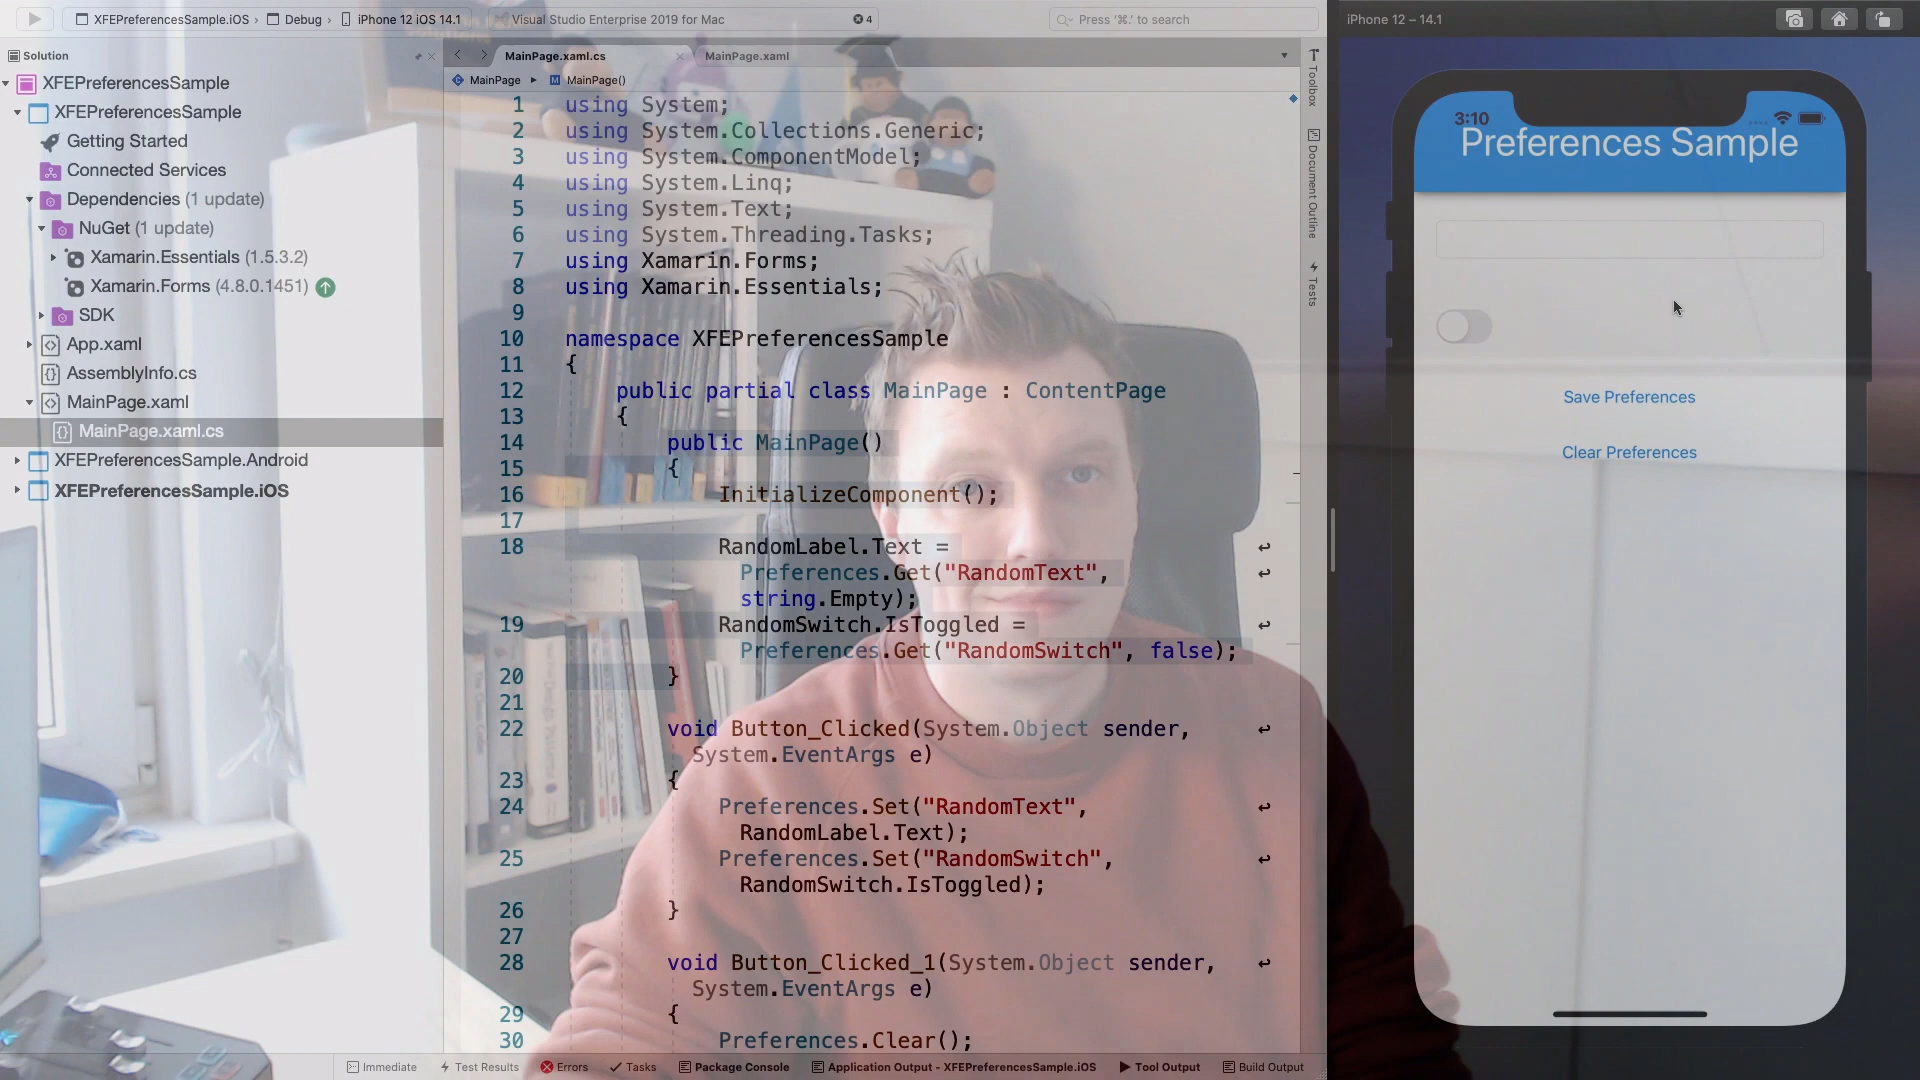 XFEPreferencesSample.iOS > Debug > iPhone 12 iOS 14.1
Visual Studio Enterprise 2019 for Mac
4
Press '⌘.' to search
Solution
XFEPreferencesSample
XFEPreferencesSample
Getting Started
Connected Services
Dependencies (1 update)
NuGet (1 update)
Xamarin.Essentials (1.5.3.2)
Xamarin.Forms (4.8.0.1451)
SDK
App.xaml
AssemblyInfo.cs
MainPage.xaml
MainPage.xaml.cs
XFEPreferencesSample.Android
XFEPreferencesSample.iOS
MainPage.xaml.cs
MainPage.xaml
MainPage
MainPage()
1 using System;
2 using System.Collections.Generic;
3 using System.ComponentModel;
4 using System.Linq;
5 using System.Text;
6 using System.Threading.Tasks;
7 using Xamarin.Forms;
8 using Xamarin.Essentials;
9
10 namespace XFEPreferencesSample
11 {
12 public partial class MainPage : ContentPage
13 {
14 public MainPage()
15 {
16 InitializeComponent();
17
18 RandomLabel.Text =
Preferences.Get("RandomText",
string.Empty);
19 RandomSwitch.IsToggled =
Preferences.Get("RandomSwitch", false);
20 }
21
22 void Button_Clicked(System.Object sender,
System.EventArgs e)
23 {
24 Preferences.Set("RandomText",
RandomLabel.Text);
25 Preferences.Set("RandomSwitch",
RandomSwitch.IsToggled);
26 }
27
28 void Button_Clicked_1(System.Object sender,
System.EventArgs e)
29 {
30 Preferences.Clear();
Toolbox
Document Outline
Tests
Immediate
Test Results
Errors
Tasks
Package Console
Application Output - XFEPreferencesSample.iOS
Tool Output
Build Output
iPhone 12 – 14.1
3:10
Preferences Sample
Save Preferences
Clear Preferences